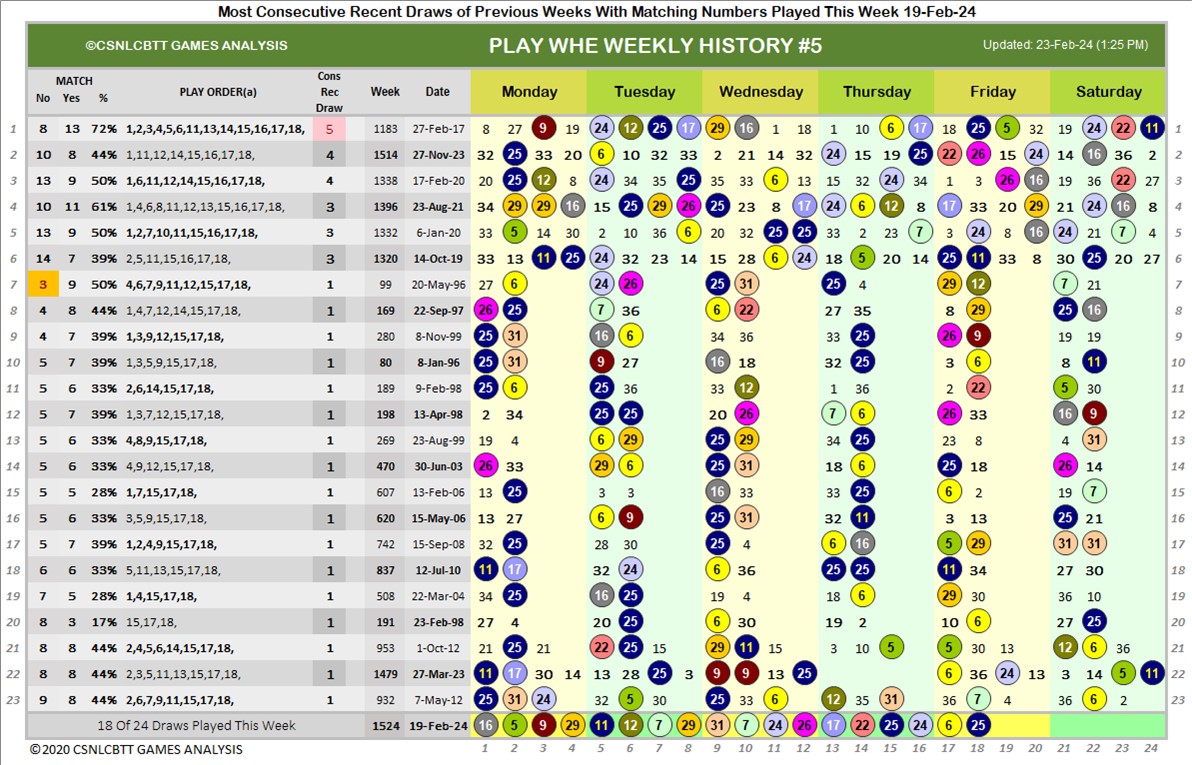 Most Consecutive Recent Draws of Previous Weeks With Matching Numbers Played This Week 19-Feb-24
©CSNLCBTT GAMES ANALYSIS PLAY WHE WEEKLY HISTORY #5 Updated: 23-Feb-24 (1:25 PM)
MATCH No Yes % PLAY ORDER(a) Cons Rec Draw Week Date Monday Tuesday Wednesday Thursday Friday Saturday
1 8 13 72% 1,2,3,4,5,6,11,13,14,15,16,17,18, 5 1185 27-Feb-17 8 27 9 19 24 12 25 17 29 16 1 18 1 10 6 17 18 25 5 32 19 24 22 11 1
2 10 8 44% 1,11,12,14,15,16,17,18, 4 1514 27-Nov-23 32 25 33 20 6 10 32 33 2 21 14 32 24 15 19 25 22 26 15 24 14 16 36 2 2
3 13 9 50% 1,6,11,12,14,15,16,17,18, 4 1338 17-Feb-20 20 25 12 8 24 34 35 25 35 33 6 13 15 32 24 34 1 3 26 16 19 36 22 27 3
4 10 11 61% 1,4,6,8,11,12,13,15,16,17,18 3 1396 23-Aug-21 34 29 29 16 15 25 29 26 25 23 8 17 24 6 12 8 17 33 20 29 21 24 16 8 4
5 13 9 50% 1,2,7,10,11,15,16,17,18, 3 1332 6-Jan-20 33 5 14 30 2 10 36 6 20 32 25 25 33 2 23 7 3 24 8 16 24 21 7 4 5
6 14 7 39% 2,5,11,15,16,17,18, 3 1320 14-Oct-19 33 13 11 25 24 32 23 14 15 28 6 24 18 5 20 14 25 11 33 8 30 25 20 27 6
7 3 9 50% 4,6,7,9,11,12,15,17,18, 1 99 20-May-96 27 6 24 26 25 31 25 4 29 12 7 21 7
8 4 8 44% 1,4,7,12,14,15,17,18, 1 169 22-Sep-97 26 25 7 36 6 22 27 35 8 29 25 16 8
9 4 7 39% 1,3,9,12,15,17,18, 1 280 8-Nov-99 25 31 16 6 34 36 33 25 26 9 19 19 9
10 5 7 39% 1,3,5,9,15,17,18 1 80 8-Jan-96 25 31 9 27 16 18 32 25 3 6 8 11 10
11 5 6 33% 2,6,14,15,17,18, 1 189 9-Feb-98 25 6 25 36 33 12 1 36 2 22 5 30 11
12 5 7 39% 1,3,7,12,15,17,18, 1 198 13-Apr-98 2 34 25 25 20 26 7 6 26 33 16 9 12
13 5 6 33% 4,8,9,15,17,18, 1 269 23-Aug-99 19 4 6 29 25 29 34 25 23 8 4 31 13
14 5 6 33% 4,9,12,15,17,18, 1 470 30-Jun-03 26 33 29 6 25 31 18 6 25 18 26 14 14
15 5 5 28% 1,7,15,17,18, 1 607 13-Feb-06 13 25 3 3 16 33 33 25 6 2 19 7 15
16 5 6 33% 3,5,9,15,17,18, 1 620 15-May-06 13 27 6 9 25 31 32 11 3 13 25 21 16
17 5 7 39% 1,2,4,9,15,17,18, 1 742 15-Sep-08 32 25 28 30 25 4 6 16 5 29 31 31 17
18 6 6 33% 5,11,13,15,17,18, 1 837 12-Jul-10 11 17 32 24 6 36 25 25 11 34 27 30 18
19 7 5 28% 1,4,15,17,18, 1 508 22-Mar-04 34 25 16 25 19 4 18 6 29 30 36 10 19
20 8 3 17% 15,17,18, 1 191 23-Feb-98 27 4 20 25 6 30 19 2 10 6 27 25 20
21 8 8 44% 2,4,5,6,14,15,17,18, 1 953 1-Oct-12 21 25 21 22 25 15 29 11 15 3 10 5 5 30 13 12 6 36 21
22 9 8 44% 2,3,5,11,13,15,17,18, 1 1479 27-Mar-23 11 17 30 14 13 28 25 3 9 9 13 25 6 36 24 13 3 14 5 11 22
23 9 8 44% 2,6,7,9,11,15,17,18, 1 932 7-May-12 25 31 24 32 5 30 25 33 6 12 35 31 36 7 4 36 6 2 23
18 Of 24 Draws Played This Week 1524 19-Feb-24 16 5 9 29 11 12 7 29 31 7 24 26 17 22 25 24 6 25
© 2020 CSNLCBTT GAMES ANALYSIS 1 2 3 4 5 6 7 8 9 10 11 12 13 14 15 16 17 18 19 20 21 22 23 24